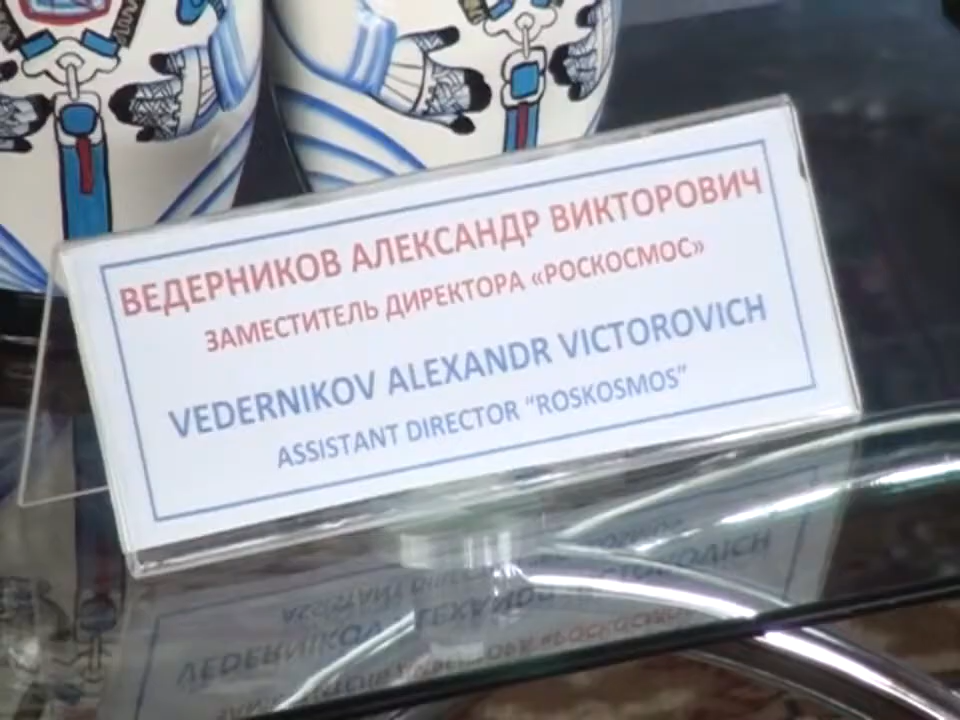 ВЕДЕРНИКОВ АЛЕКСАНДР ВИКТОРОВИЧ
ЗАМЕСТИТЕЛЬ ДИРЕКТОРА «РОСКОСМОС»
VEDERNIKOV ALEXANDR VICTOROVICH
ASSISTANT DIRECTOR “ROSKOSMOS”